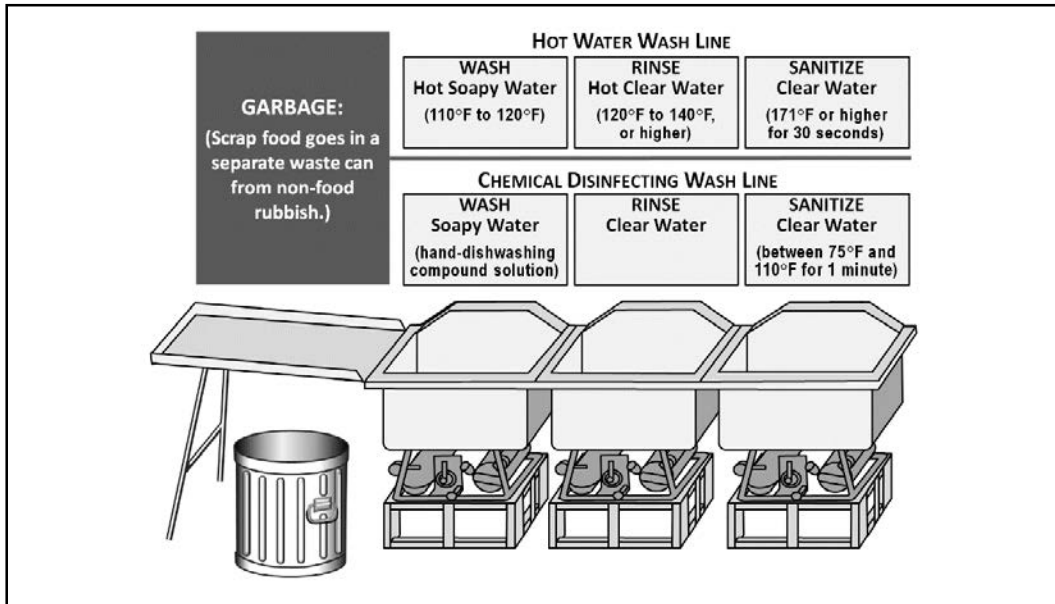 GARBAGE:
(Scrap food goes in a
separate waste can
from non-food
rubbish.)
HOT WATER WASH LINE
WASH
Hot Soapy Water
(110°F to 120°F)
RINSE
Hot Clear Water
(120°F to 140°F,
or higher)
SANITIZE
Clear Water
(171°F or higher
for 30 seconds)
CHEMICAL DISINFECTING WASH LINE
WASH
Soapy Water
(hand-dishwashing
compound solution)
RINSE
Clear Water
SANITIZE
Clear Water
(between 75°F and
110°F for 1 minute)